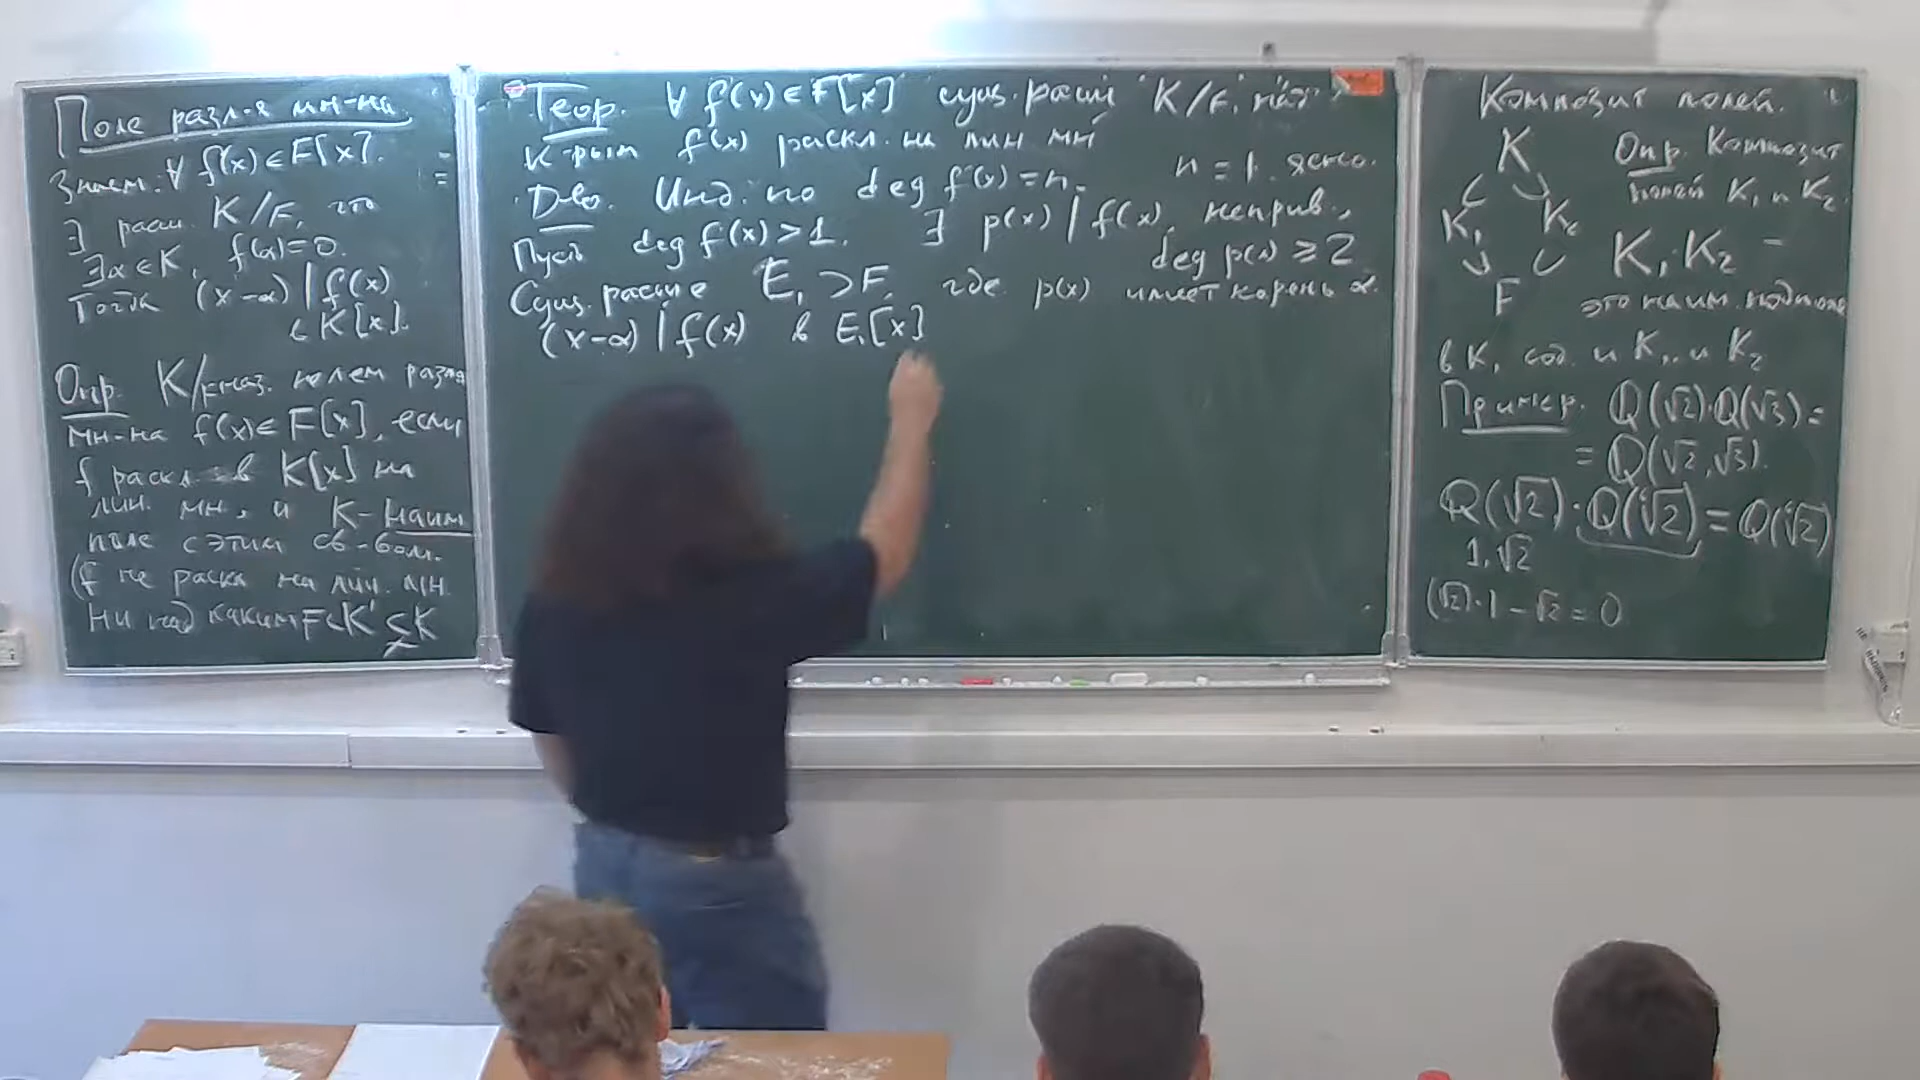 Поле разл-я мн-на.
Знаем. ∀ f(x) ∈ F[x].
∃ расш. K/F, что
∃α ∈ K, f(α)=0.
Тогда (x-α) | f(x)
в K[x].
Опр. K/F наз. полем разл-я
мн-на f(x) ∈ F[x], если
f раскл. в K[x] на
лин. мн, и K - наим
поле с этим св-вом.
(f не раскл на лин. мн.
ни над каким F ⊂ K' ⊊ K
Теор. ∀ f(x) ∈ F[x] сущ. расш K/F, над
к-рым f(x) раскл. на лин мн
Д-во. Инд. по deg f(x) = n. n = 1. ясно.
Пусть deg f(x) > 1. ∃ p(x) | f(x), неприв.,
deg p(x) ≥ 2
Сущ. расш-е E₁ ⊃ F, где p(x) имеет корень α.
(x-α) | f(x) в E₁[x]
Композит полей.
K
K₁ K₂
F
Опр. Композит
полей K₁ и K₂
K₁·K₂ -
это наим. подполе
в K, сод. и K₁, и K₂
Пример. Q(√2)·Q(√3) =
= Q(√2,√3).
Q(√2)·Q(i√2) = Q(i√2)
1, √2
(√2)·1 - √2 = 0